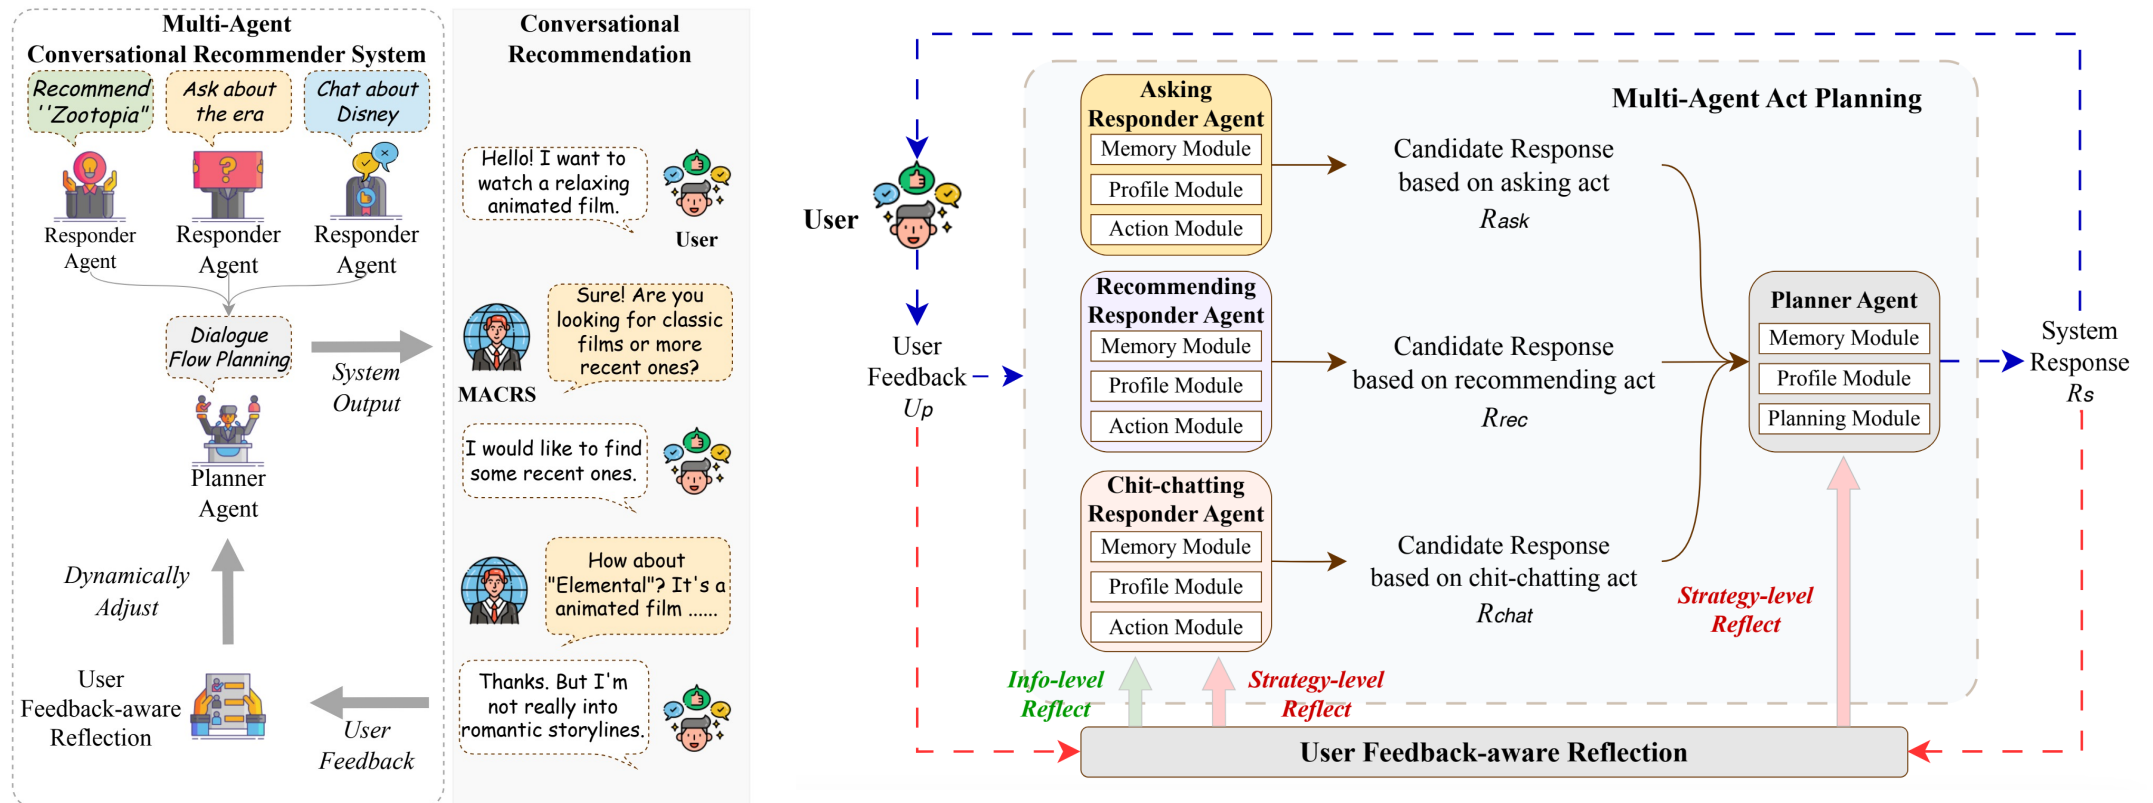 Multi-Agent
Conversational Recommender System
Recommend
''Zootopia"
Ask about
the era
Chat about
Disney
Responder
Agent
Responder
Agent
Responder
Agent
Dialogue
Flow Planning
System
Output
Planner
Agent
Dynamically
Adjust
User
Feedback-aware
Reflection
User
Feedback
Conversational
Recommendation
Hello! I want to
watch a relaxing
animated film.
User
Sure! Are you
looking for classic
films or more
recent ones?
MACRS
I would like to find
some recent ones.
How about
"Elemental"? It's a
animated film ......
Thanks. But I'm
not really into
romantic storylines.
User
User
Feedback
Up
Multi-Agent Act Planning
Asking
Responder Agent
Memory Module
Profile Module
Action Module
Candidate Response
based on asking act
Rask
Recommending
Responder Agent
Memory Module
Profile Module
Action Module
Candidate Response
based on recommending act
Rrec
Chit-chatting
Responder Agent
Memory Module
Profile Module
Action Module
Candidate Response
based on chit-chatting act
Rchat
Planner Agent
Memory Module
Profile Module
Planning Module
System
Response
Rs
Info-level
Reflect
Strategy-level
Reflect
Strategy-level
Reflect
User Feedback-aware Reflection